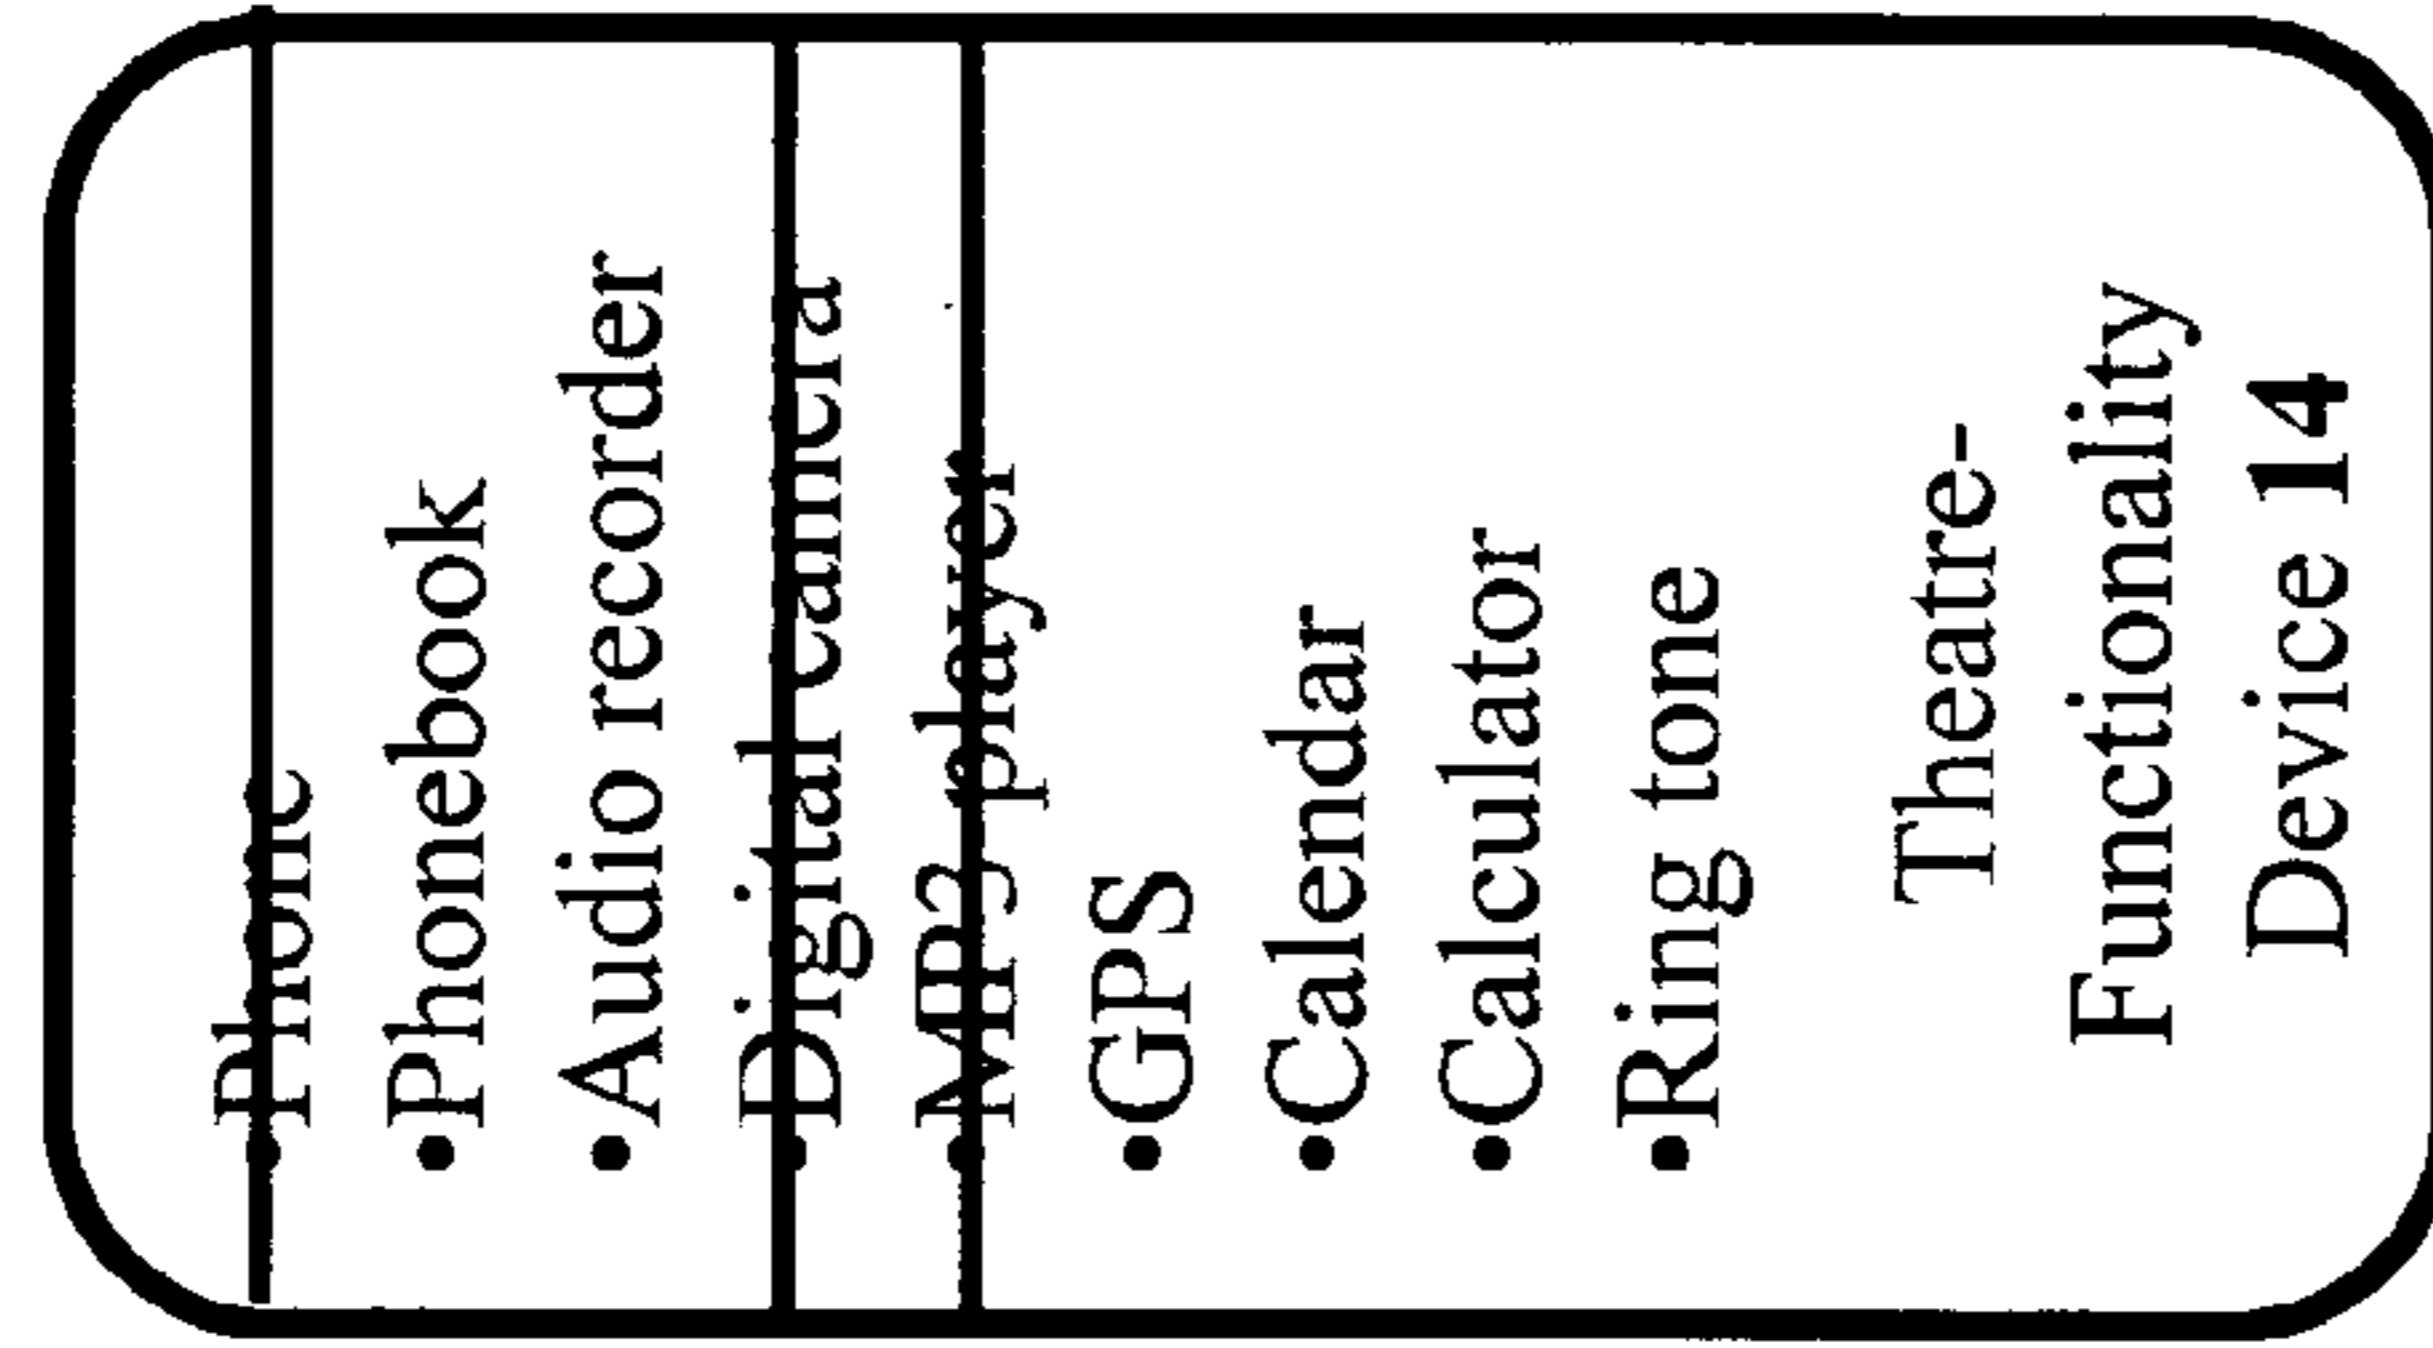 •Phone
•Phonebook
•Audio recorder
•Digital camera
•MP3 player
•GPS
•Calendar
•Calculator
•Ring tone
Theatre-
Functionality
Device 14